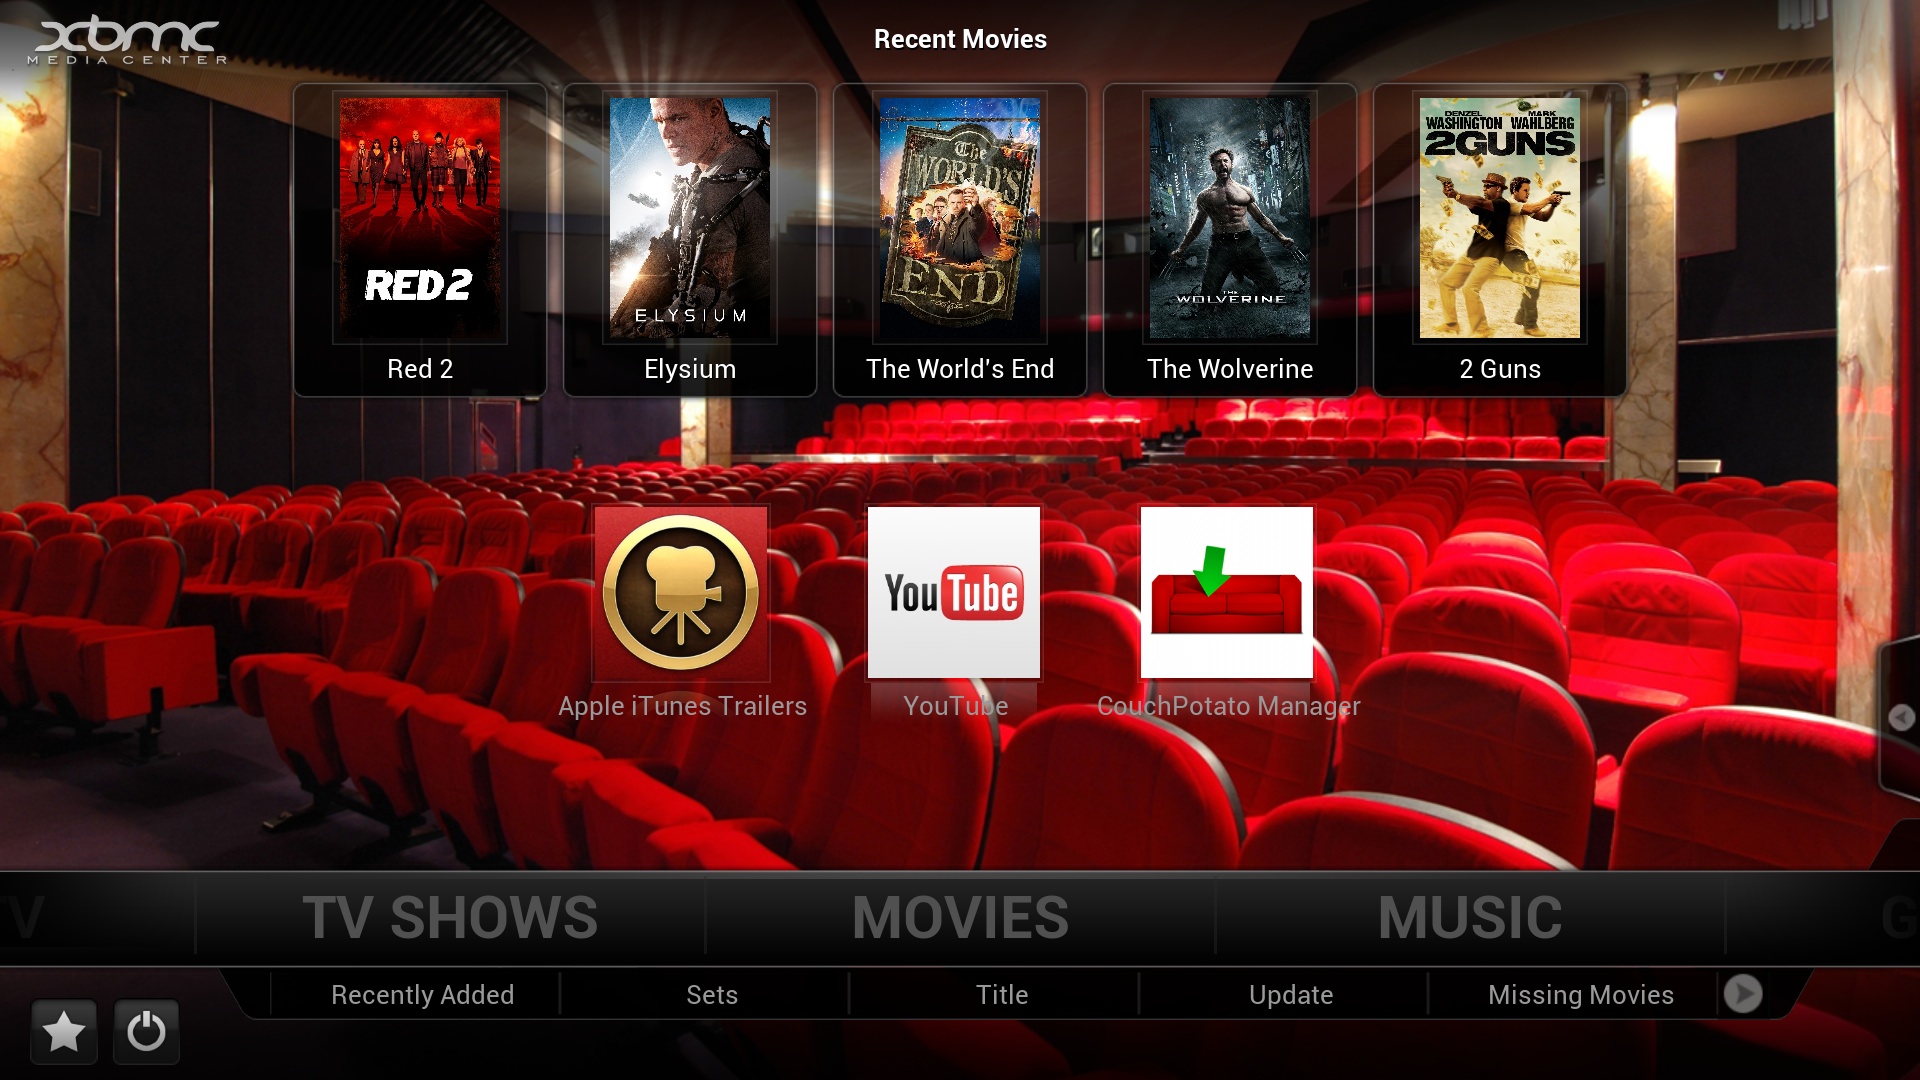 xbmc
MEDIA CENTER
Recent Movies
RED 2
ELYSIUM
The
WORLD'S
END
THE
WOLVERINE
DENZEL MARK
WASHINGTON WAHLBERG
2GUNS
Red 2
Elysium
The World's End
The Wolverine
2 Guns
YouTube
Apple iTunes Trailers
YouTube
CouchPotato Manager
TV
TV SHOWS
MOVIES
MUSIC
G
Recently Added
Sets
Title
Update
Missing Movies